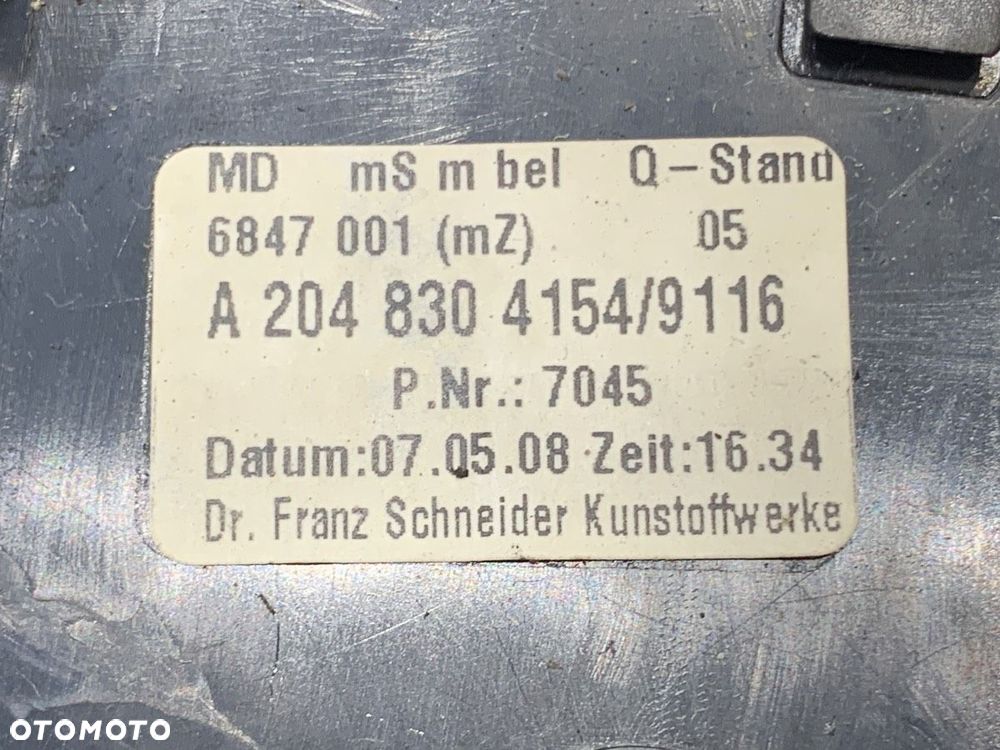 MD mS m bel Q-Stand
6847 001 (mZ) 05
A 204 830 4154/9116
P.Nr.: 7045
Datum:07.05.08 Zeit:16.34
Dr. Franz Schneider Kunstoffwerke
OTOMOTO